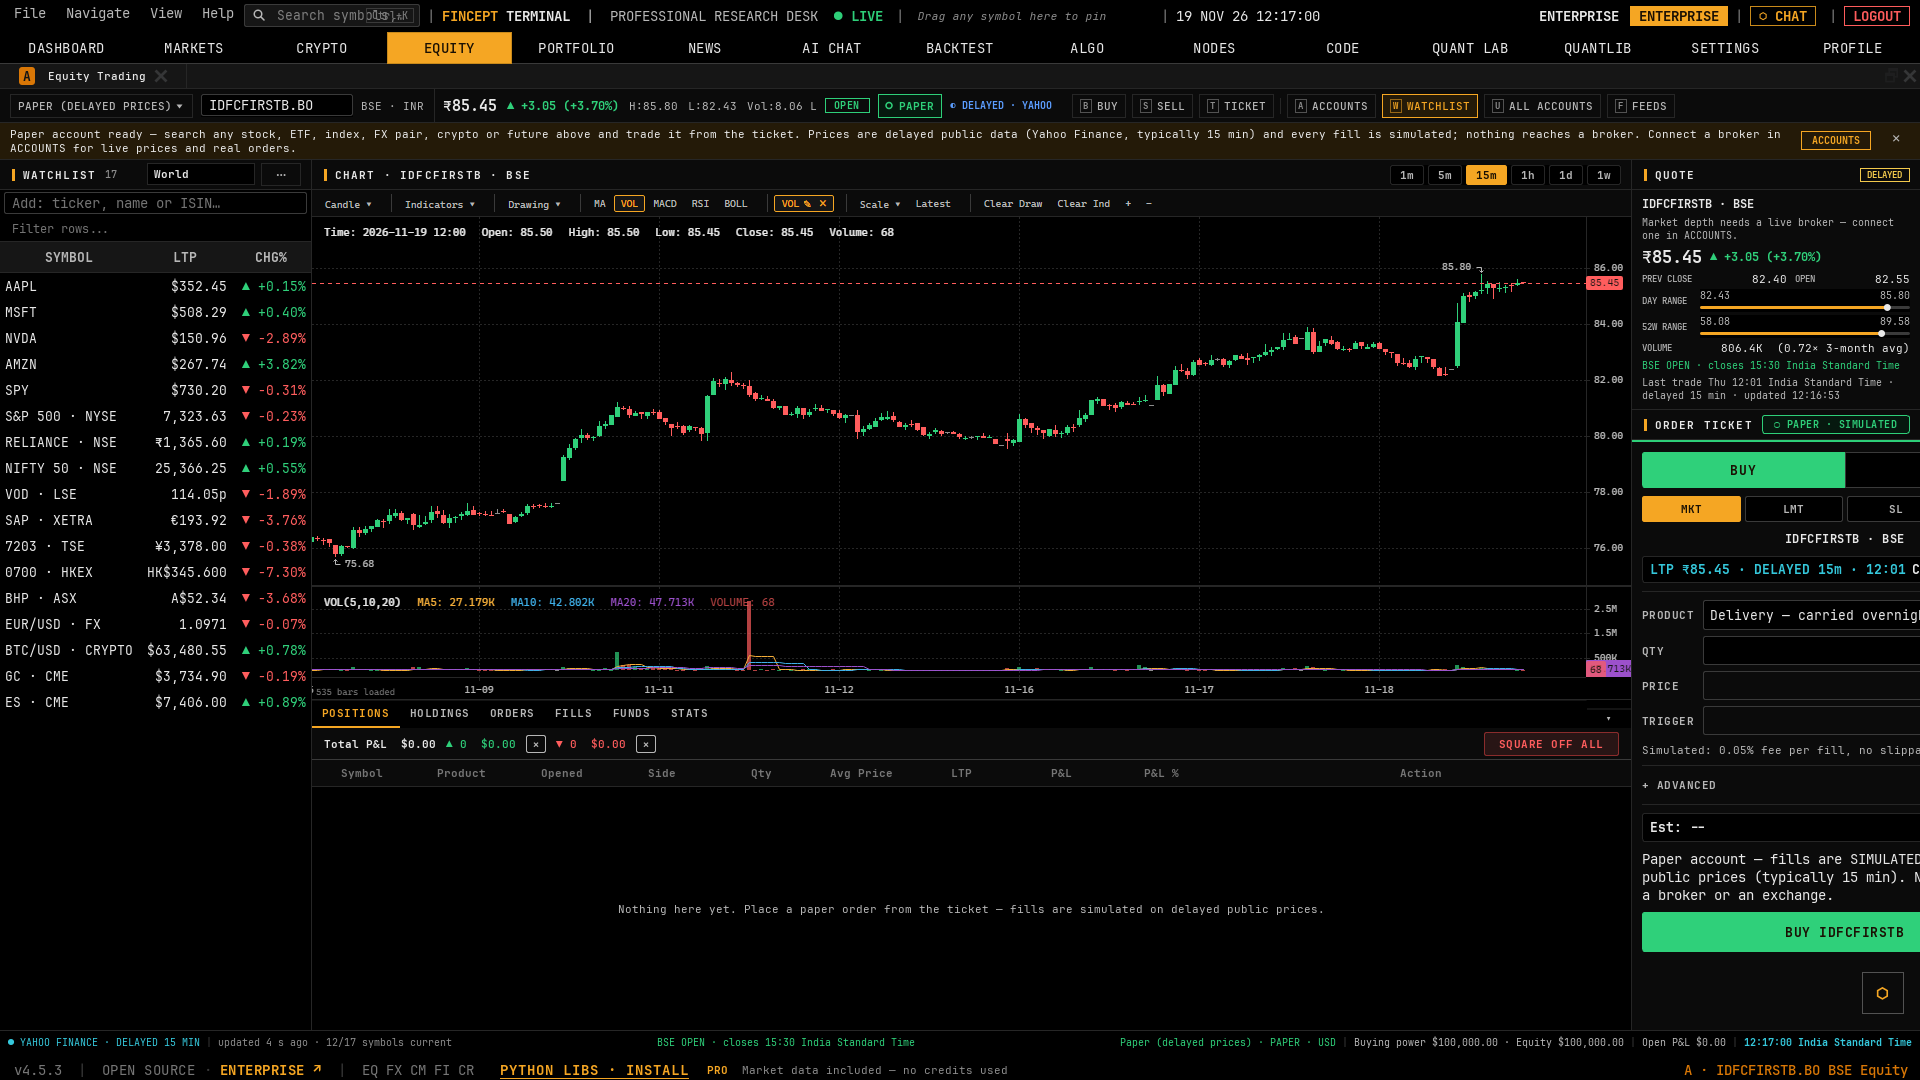 File Navigate View Help Search symbols… | FINCEPT TERMINAL | PROFESSIONAL RESEARCH DESK ● LIVE | Drag any symbol here to pin | 19 NOV 26 12:17:00 ENTERPRISE ENTERPRISE | CHAT | LOGOUT
DASHBOARD MARKETS CRYPTO EQUITY PORTFOLIO NEWS AI CHAT BACKTEST ALGO NODES CODE QUANT LAB QUANTLIB SETTINGS PROFILE
A Equity Trading
PAPER (DELAYED PRICES) ▾ IDFCFIRSTB.BO BSE · INR ₹85.45 ▲ +3.05 (+3.70%) H:85.80 L:82.43 Vol:8.06 L OPEN PAPER DELAYED · YAHOO B BUY S SELL T TICKET A ACCOUNTS W WATCHLIST U ALL ACCOUNTS F FEEDS
Paper account ready — search any stock, ETF, index, FX pair, crypto or future above and trade it from the ticket. Prices are delayed public data (Yahoo Finance, typically 15 min) and every fill is simulated; nothing reaches a broker. Connect a broker in
ACCOUNTS for live prices and real orders.
ACCOUNTS ×
WATCHLIST 17 World …
Add: ticker, name or ISIN…
Filter rows...
SYMBOL LTP CHG%
AAPL $352.45 ▲ +0.15%
MSFT $508.29 ▲ +0.40%
NVDA $150.96 ▼ -2.89%
AMZN $267.74 ▲ +3.82%
SPY $730.20 ▼ -0.31%
S&P 500 · NYSE 7,323.63 ▼ -0.23%
RELIANCE · NSE ₹1,365.60 ▲ +0.19%
NIFTY 50 · NSE 25,366.25 ▲ +0.55%
VOD · LSE 114.05p ▼ -1.89%
SAP · XETRA €193.92 ▼ -3.76%
7203 · TSE ¥3,378.00 ▼ -0.38%
0700 · HKEX HK$345.600 ▼ -7.30%
BHP · ASX A$52.34 ▼ -3.68%
EUR/USD · FX 1.0971 ▼ -0.07%
BTC/USD · CRYPTO $63,480.55 ▲ +0.78%
GC · CME $3,734.90 ▼ -0.19%
ES · CME $7,406.00 ▲ +0.89%
CHART · IDFCFIRSTB · BSE 1m 5m 15m 1h 1d 1w
Candle ▾ Indicators ▾ Drawing ▾ MA VOL MACD RSI BOLL VOL ✎ ✕ Scale ▾ Latest Clear Draw Clear Ind + −
Time: 2026-11-19 12:00 Open: 85.50 High: 85.50 Low: 85.45 Close: 85.45 Volume: 68
85.80
75.68
86.00
85.45
84.00
82.00
80.00
78.00
76.00
VOL(5,10,20) MA5: 27.179K MA10: 42.802K MA20: 47.713K VOLUME: 68
2.5M
1.5M
500K
68 713K
535 bars loaded 11-09 11-11 11-12 11-16 11-17 11-18
POSITIONS HOLDINGS ORDERS FILLS FUNDS STATS
Total P&L $0.00 ▲ 0 $0.00 × ▼ 0 $0.00 × SQUARE OFF ALL
Symbol Product Opened Side Qty Avg Price LTP P&L P&L % Action
Nothing here yet. Place a paper order from the ticket — fills are simulated on delayed public prices.
QUOTE DELAYED
IDFCFIRSTB · BSE
Market depth needs a live broker — connect
one in ACCOUNTS.
₹85.45 ▲ +3.05 (+3.70%)
PREV CLOSE 82.40 OPEN 82.55
DAY RANGE 82.43 85.80
52W RANGE 58.08 89.58
VOLUME 806.4K (0.72× 3-month avg)
BSE OPEN · closes 15:30 India Standard Time
Last trade Thu 12:01 India Standard Time ·
delayed 15 min · updated 12:16:53
ORDER TICKET PAPER · SIMULATED
BUY
MKT LMT SL
IDFCFIRSTB · BSE
LTP ₹85.45 · DELAYED 15m · 12:01
PRODUCT Delivery — carried
QTY
PRICE
TRIGGER
Simulated: 0.05% fee per fill, no
+ ADVANCED
Est: --
Paper account — fills are SIMULATED
public prices (typically 15 min).
a broker or an exchange.
BUY IDFCFIRSTB
● YAHOO FINANCE · DELAYED 15 MIN | updated 4 s ago · 12/17 symbols current BSE OPEN · closes 15:30 India Standard Time Paper (delayed prices) · PAPER · USD | Buying power $100,000.00 · Equity $100,000.00 | Open P&L $0.00 | 12:17:00 India Standard Time
v4.5.3 | OPEN SOURCE · ENTERPRISE ↗ | EQ FX CM FI CR PYTHON LIBS · INSTALL PRO Market data included — no credits used A · IDFCFIRSTB.BO BSE Equity